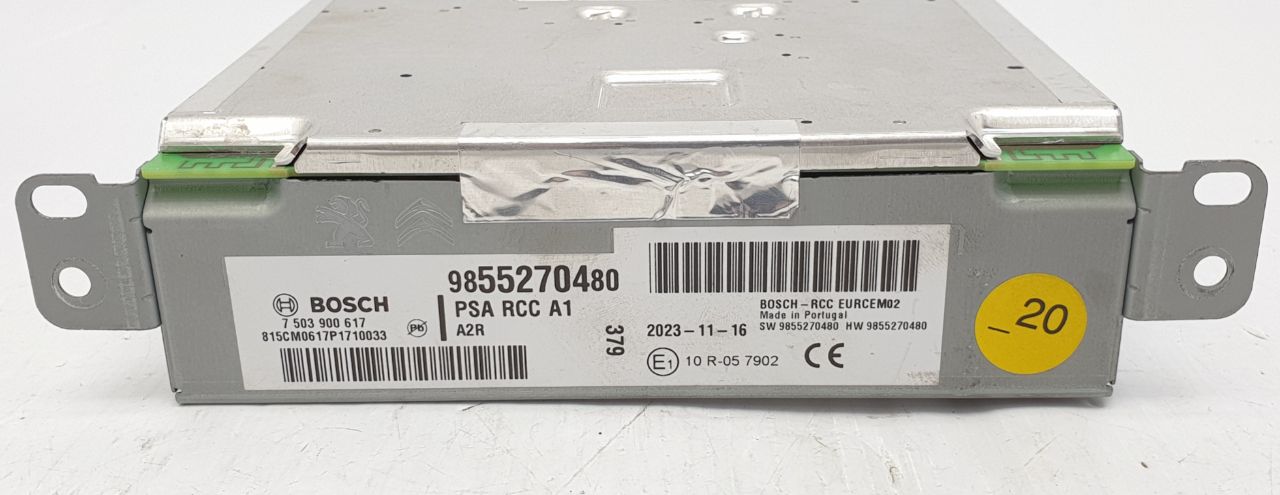 BOSCH
7 503 900 617
815CM0617P1710033
Pb
9855270480
PSA RCC A1
A2R
379
BOSCH-RCC EURCEM02
Made in Portugal
2023-11-16
SW 9855270480 HW 9855270480
E1
10 R-05 7902
CE
_20